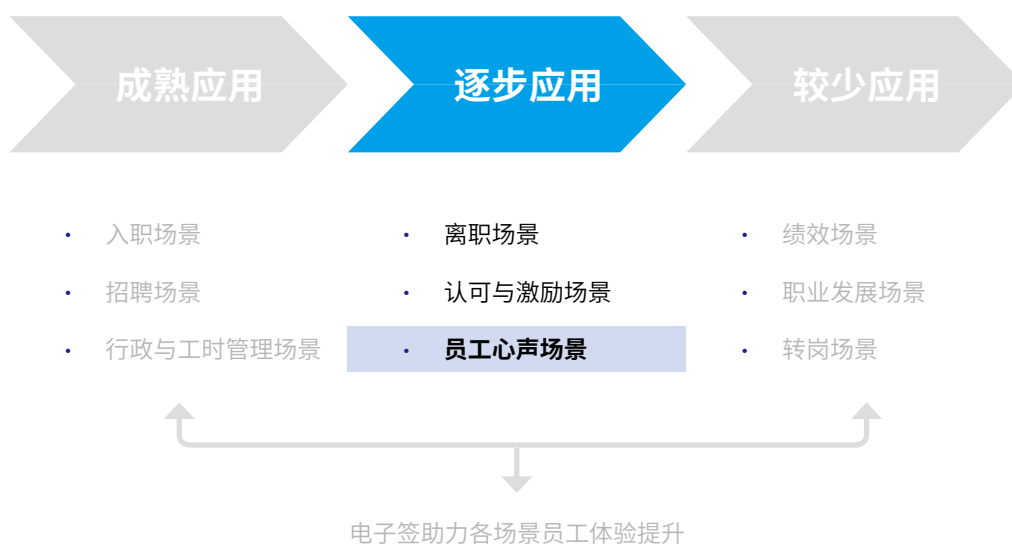 成熟应用
逐步应用
较少应用
• 入职场景
• 招聘场景
• 行政与工时管理场景
• 离职场景
• 认可与激励场景
• 员工心声场景
• 绩效场景
• 职业发展场景
• 转岗场景
电子签助力各场景员工体验提升